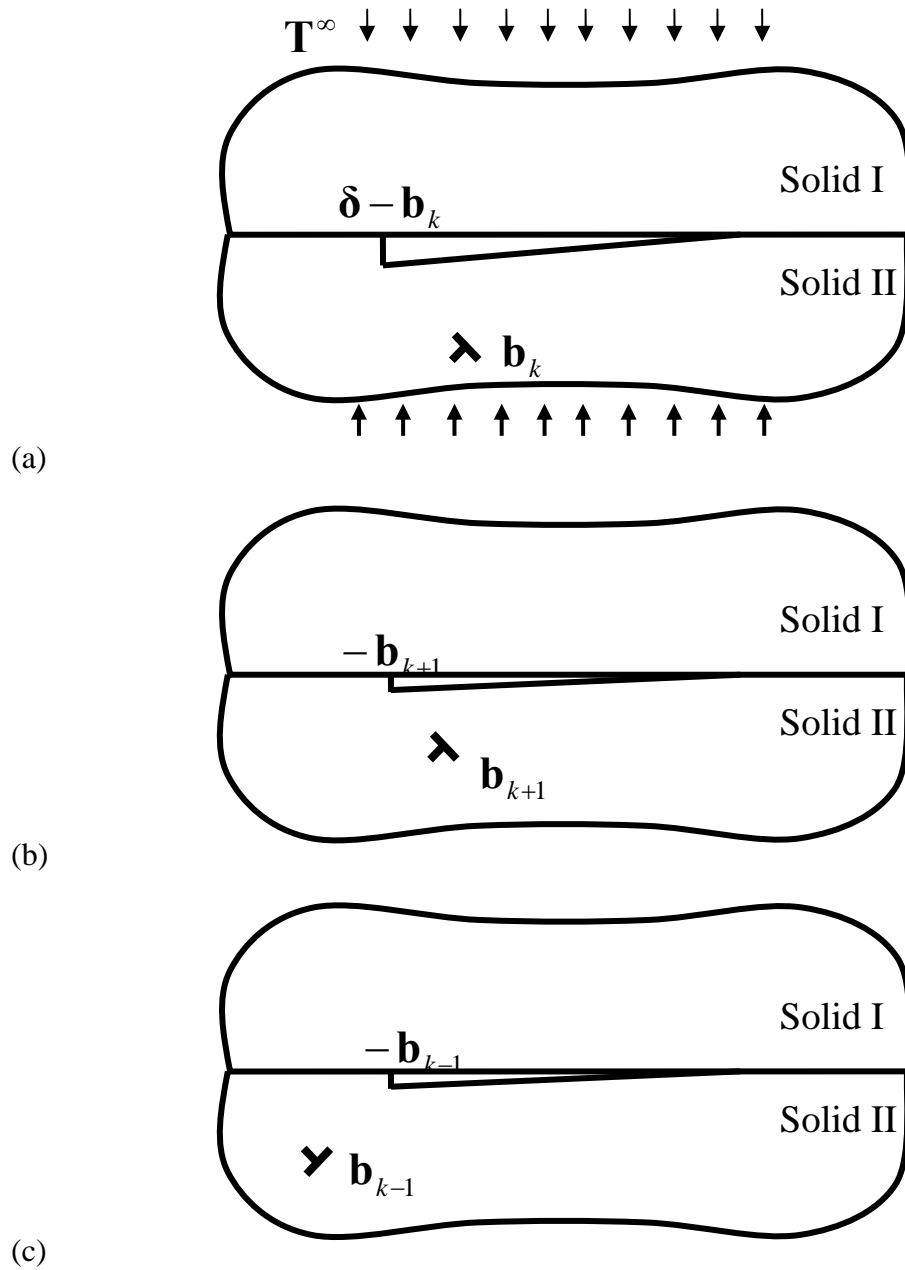 T∞
Solid I
δ − b_k
Solid II
b_k
(a)
Solid I
− b_{k+1}
Solid II
b_{k+1}
(b)
Solid I
− b_{k−1}
Solid II
b_{k−1}
(c)